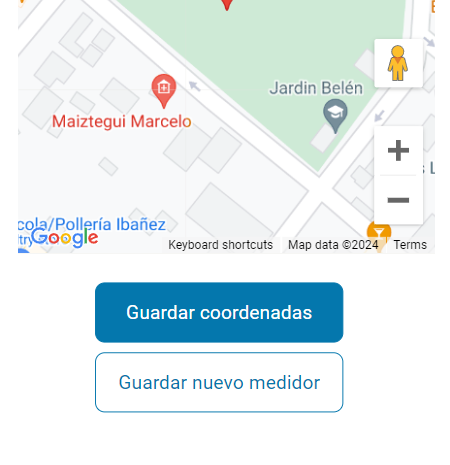 Jardin Belén
Maiztegui Marcelo
cola/Pollería Ibañez
Google
Keyboard shortcuts Map data ©2024 Terms
Guardar coordenadas
Guardar nuevo medidor